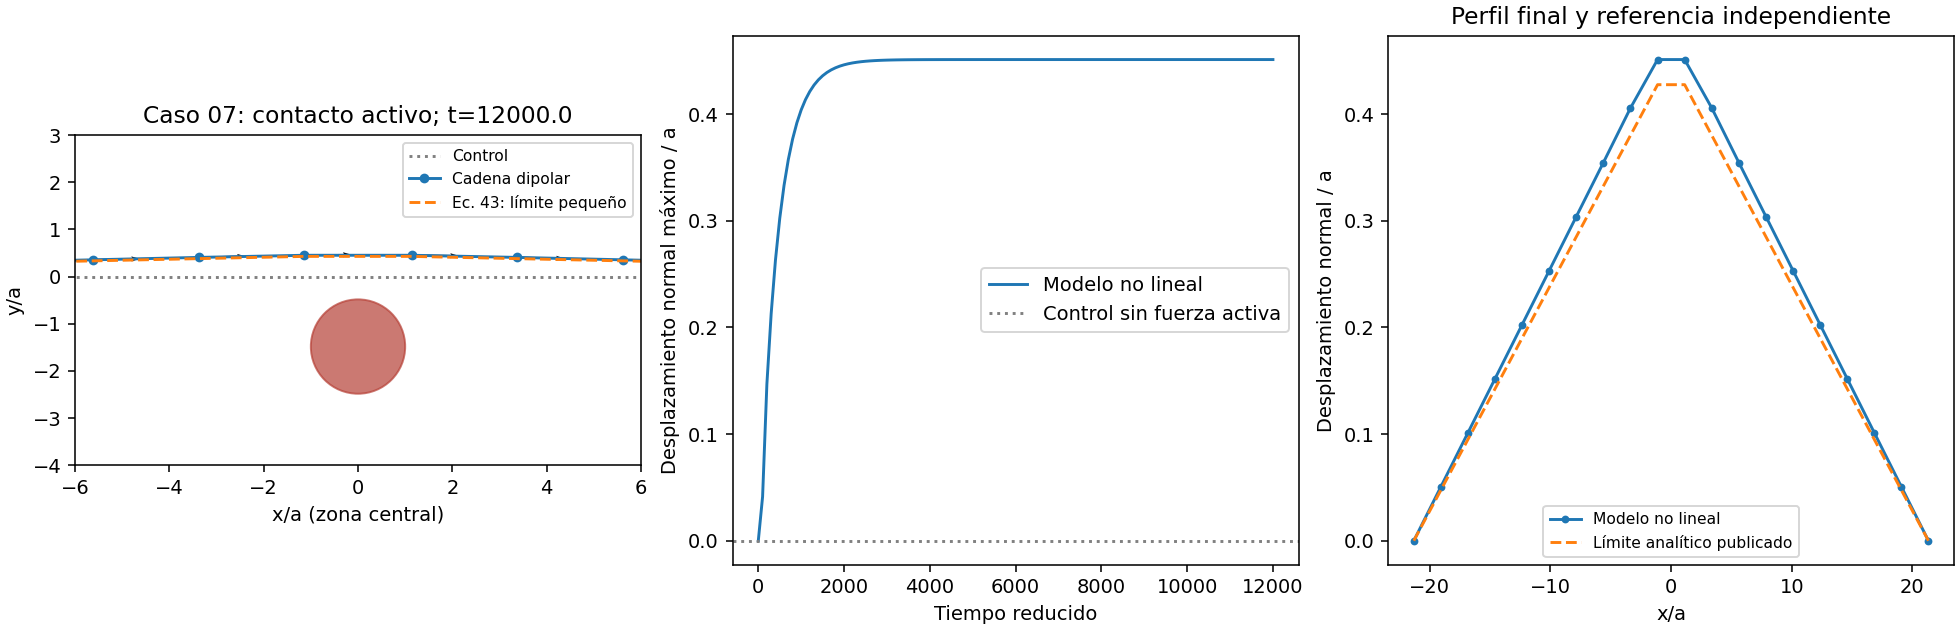 Caso 07: contacto activo; t=12000.0
3
2
1
0
−1
−2
−3
−4
y/a
−6
−4
−2
0
2
4
6
x/a (zona central)
Control
Cadena dipolar
Ec. 43: límite pequeño
Desplazamiento normal máximo / a
0.4
0.3
0.2
0.1
0.0
0
2000
4000
6000
8000
10000
12000
Tiempo reducido
Modelo no lineal
Control sin fuerza activa
Perfil final y referencia independiente
Desplazamiento normal / a
0.4
0.3
0.2
0.1
0.0
−20
−10
0
10
20
x/a
Modelo no lineal
Límite analítico publicado